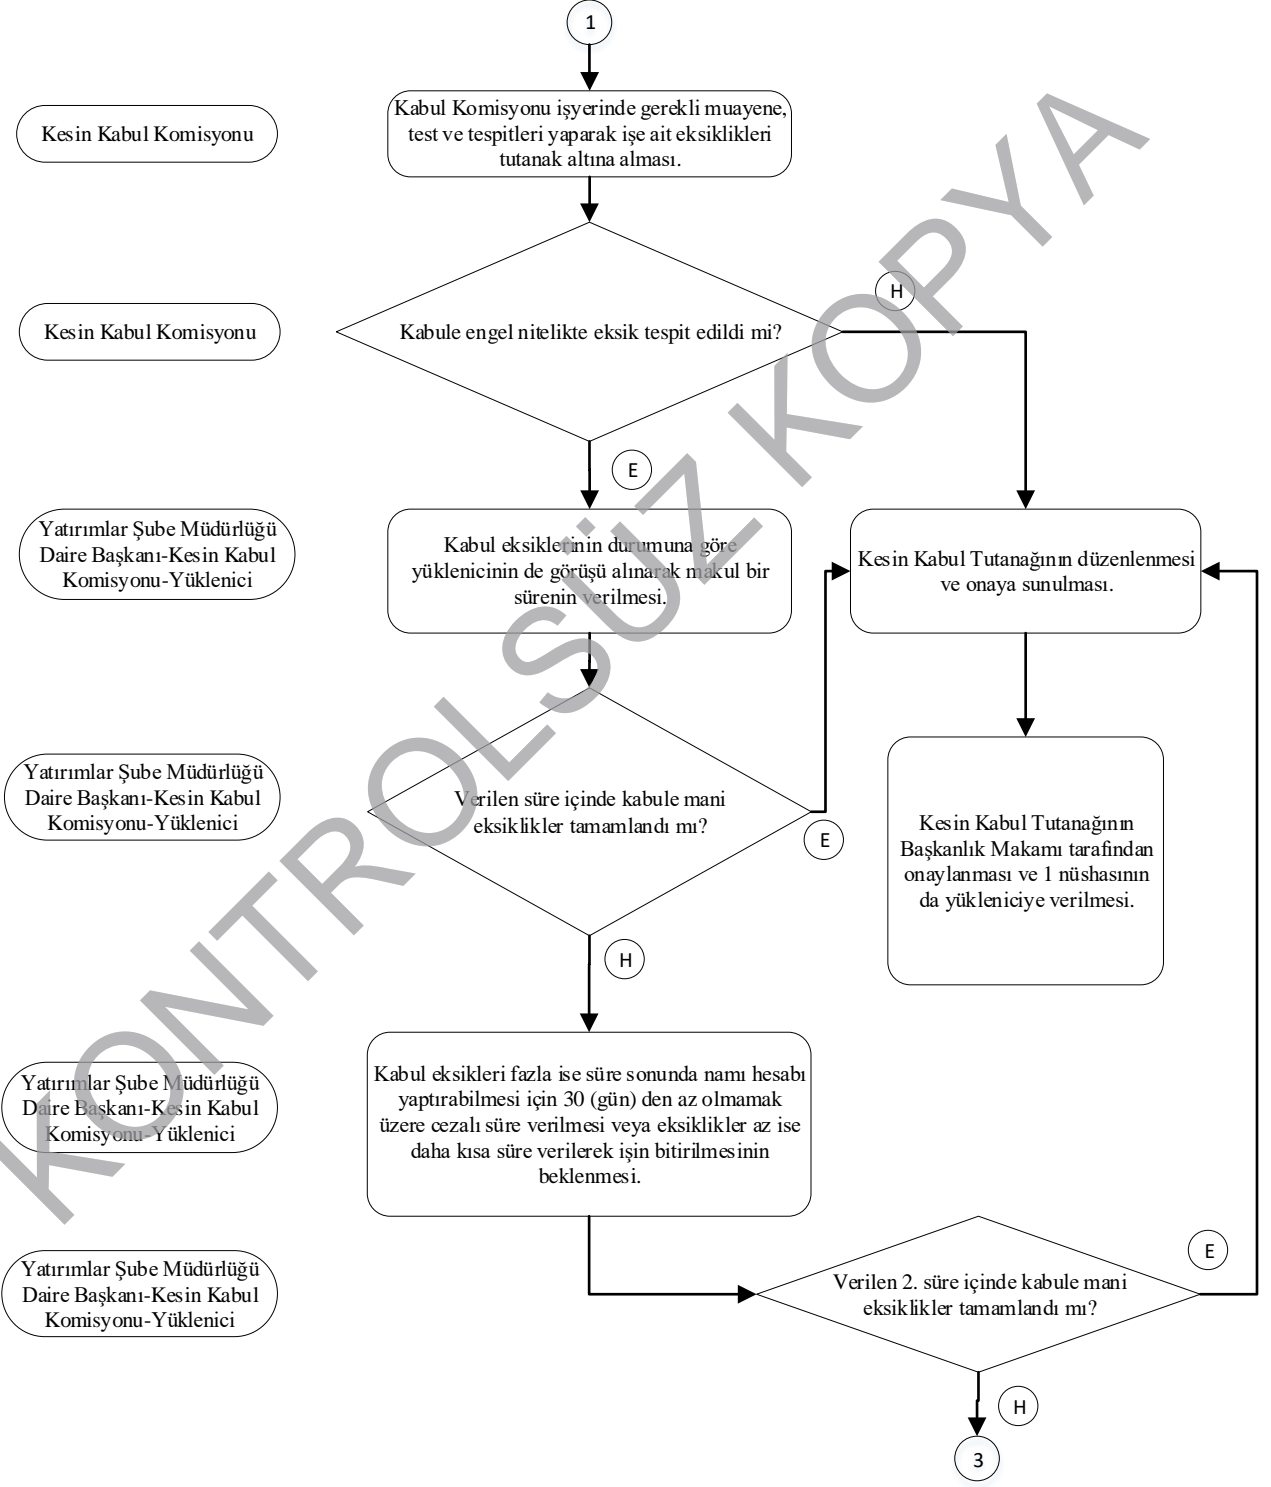 1
Kesin Kabul Komisyonu
Kabul Komisyonu işyerinde gerekli muayene,
test ve tespitleri yaparak işe ait eksiklikleri
tutanak altına alması.
Kesin Kabul Komisyonu
Kabule engel nitelikte eksik tespit edildi mi?
H
E
Yatırımlar Şube Müdürlüğü
Daire Başkanı-Kesin Kabul
Komisyonu-Yüklenici
Kabul eksiklerinin durumuna göre
yüklenicinin de görüşü alınarak makul bir
sürenin verilmesi.
Kesin Kabul Tutanağının düzenlenmesi
ve onaya sunulması.
Yatırımlar Şube Müdürlüğü
Daire Başkanı-Kesin Kabul
Komisyonu-Yüklenici
Verilen süre içinde kabule mani
eksiklikler tamamlandı mı?
E
Kesin Kabul Tutanağının
Başkanlık Makamı tarafından
onaylanması ve 1 nüshasının
da yükleniciye verilmesi.
H
Yatırımlar Şube Müdürlüğü
Daire Başkanı-Kesin Kabul
Komisyonu-Yüklenici
Kabul eksikleri fazla ise süre sonunda namı hesabı
yaptırabilmesi için 30 (gün) den az olmamak
üzere cezalı süre verilmesi veya eksiklikler az ise
daha kısa süre verilerek işin bitirilmesinin
beklenmesi.
Yatırımlar Şube Müdürlüğü
Daire Başkanı-Kesin Kabul
Komisyonu-Yüklenici
Verilen 2. süre içinde kabule mani
eksiklikler tamamlandı mı?
E
H
3
KONTROLSÜZ KOPYA